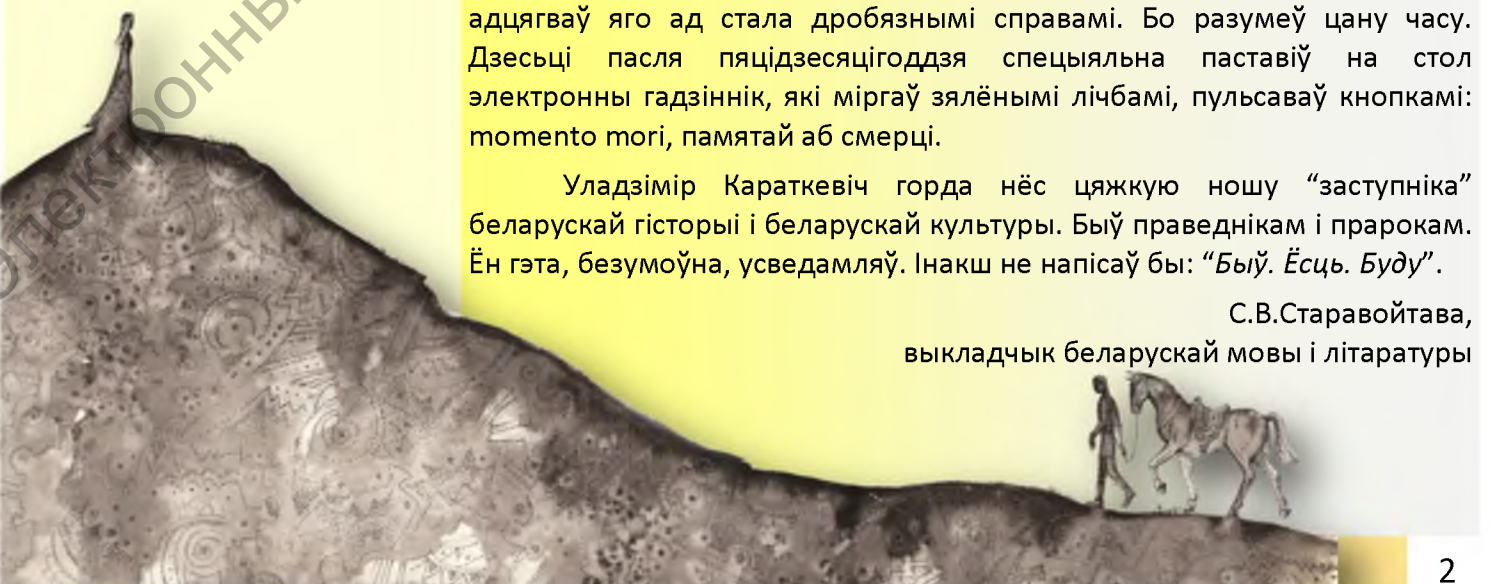 адцягваў яго ад стала дробязнымі справамі. Бо разумеў цану часу.
Дзесьці пасля пяцідзесяцігоддзя спецыяльна паставіў на стол
электронны гадзіннік, які міргаў зялёнымі лічбамі, пульсаваў кнопкамі:
momento mori, памятай аб смерці.
Уладзімір Караткевіч горда нёс цяжкую ношу “заступніка”
беларускай гісторыі і беларускай культуры. Быў праведнікам і прарокам.
Ён гэта, безумоўна, усведамляў. Інакш не напісаў бы: “Быў. Ёсць. Буду”.
С.В.Старавойтава,
выкладчык беларускай мовы і літаратуры
2